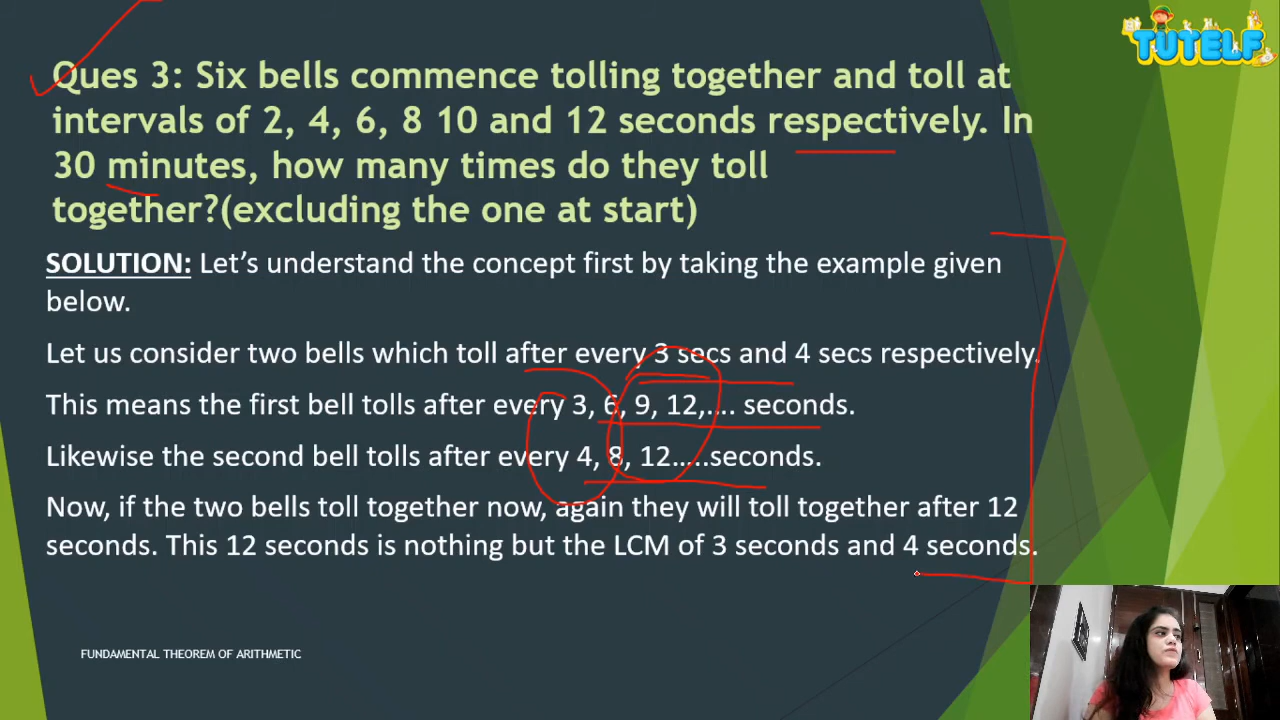 TUTELF
Ques 3: Six bells commence tolling together and toll at
intervals of 2, 4, 6, 8 10 and 12 seconds respectively. In
30 minutes, how many times do they toll
together?(excluding the one at start)
SOLUTION: Let's understand the concept first by taking the example given
below.
Let us consider two bells which toll after every 3 secs and 4 secs respectively.
This means the first bell tolls after every 3, 6, 9, 12,.... seconds.
Likewise the second bell tolls after every 4, 8, 12.....seconds.
Now, if the two bells toll together now, again they will toll together after 12
seconds. This 12 seconds is nothing but the LCM of 3 seconds and 4 seconds.
FUNDAMENTAL THEOREM OF ARITHMETIC